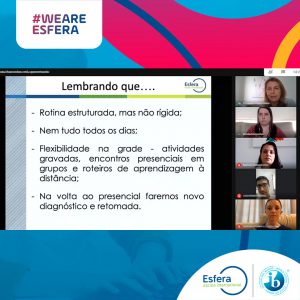 #WEARE
ESFERA
Lembrando que....
Esfera
- Rotina estruturada, mas não rígida;
- Nem tudo todos os dias;
- Flexibilidade na grade - atividades
gravadas, encontros presenciais em
grupos e roteiros de aprendizagem à
distância;
- Na volta ao presencial faremos novo
diagnóstico e retomada.
Esfera
escola internacional
ib